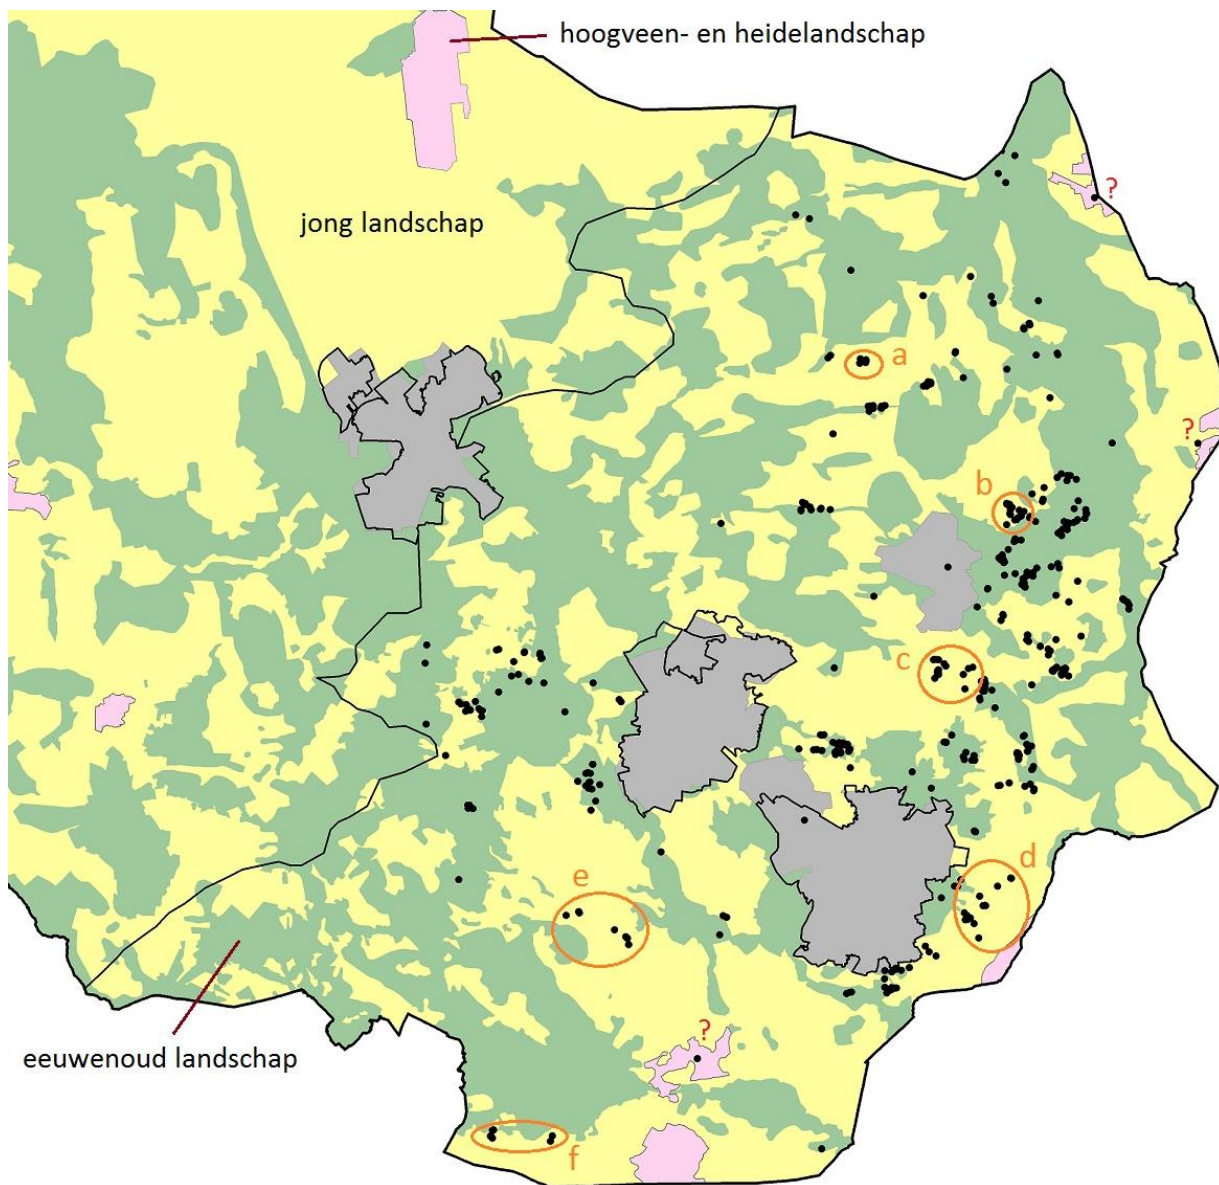 hoogveen- en heidelandschap
?
jong landschap
a
?
b
c
d
e
?
eeuwenoud landschap
f